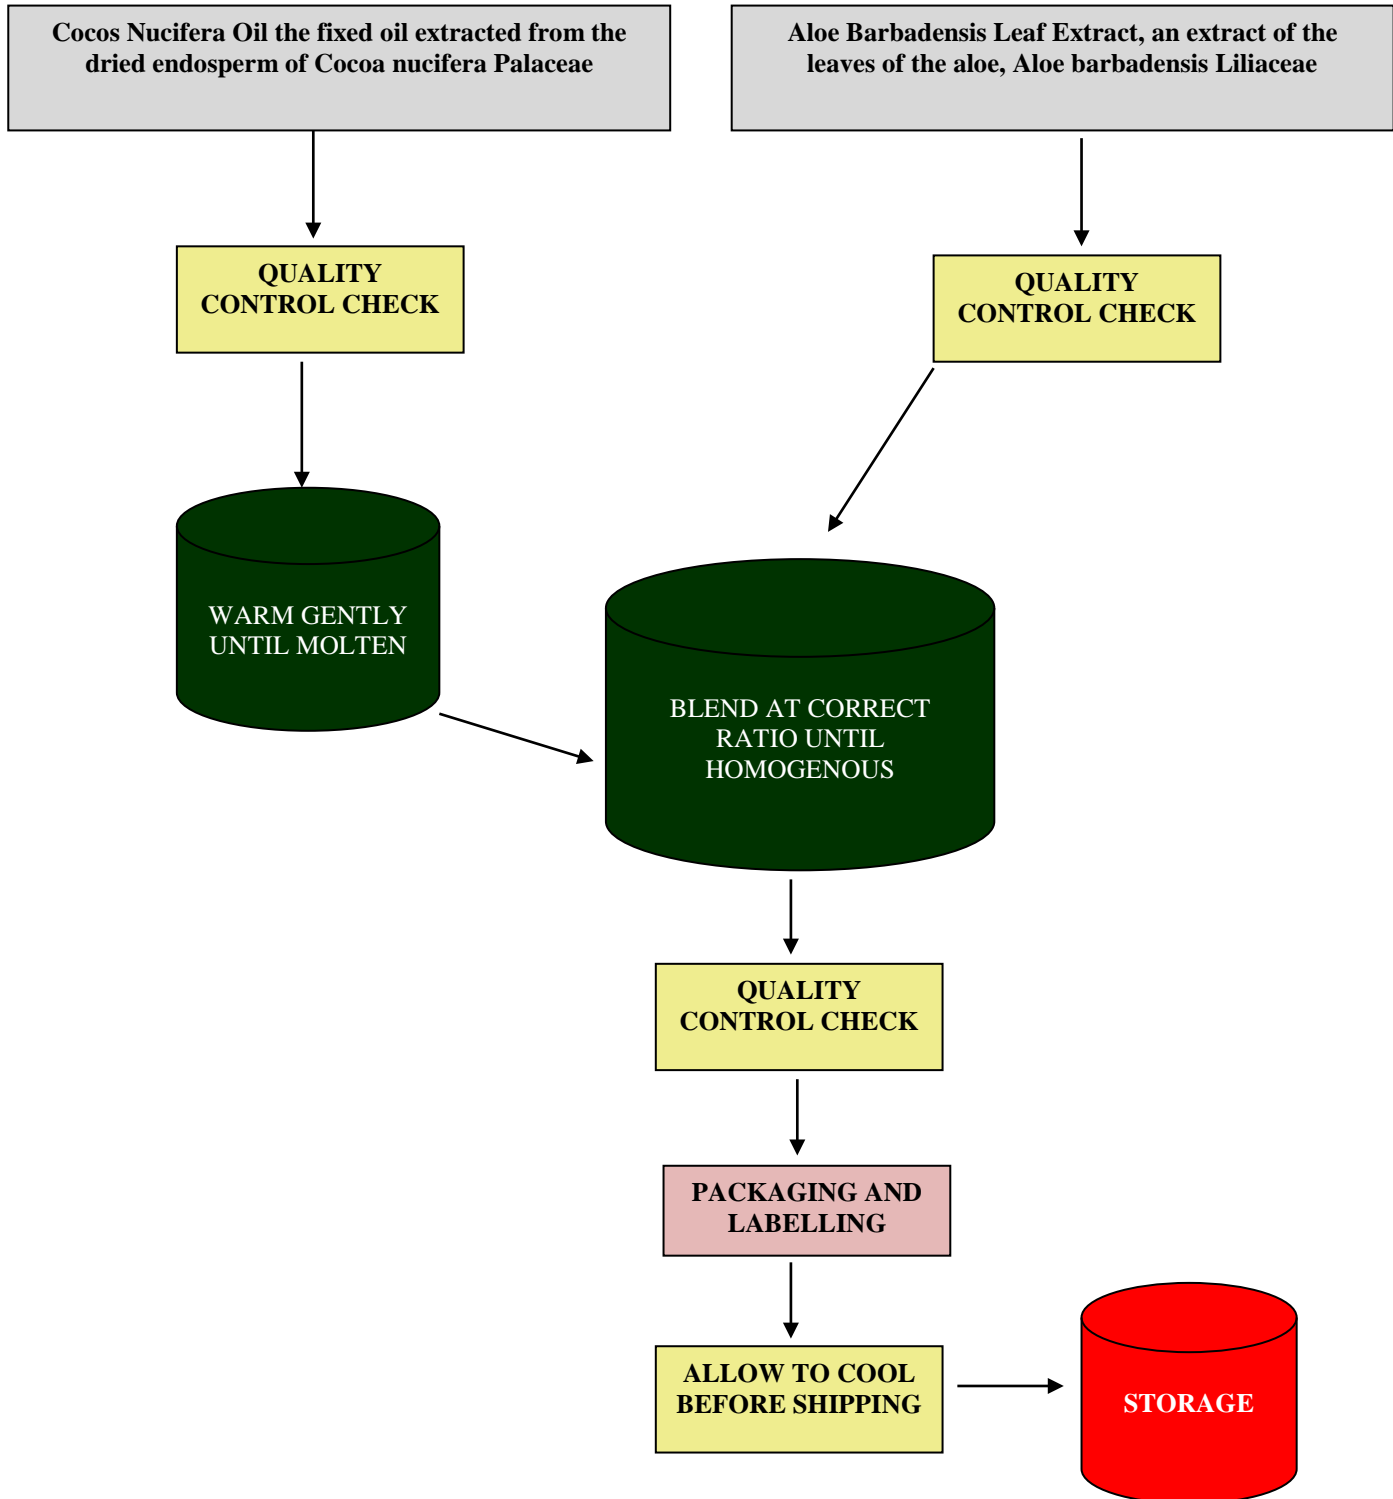 Cocos Nucifera Oil the fixed oil extracted from the
dried endosperm of Cocoa nucifera Palaceae
Aloe Barbadensis Leaf Extract, an extract of the
leaves of the aloe, Aloe barbadensis Liliaceae
QUALITY
CONTROL CHECK
QUALITY
CONTROL CHECK
WARM GENTLY
UNTIL MOLTEN
BLEND AT CORRECT
RATIO UNTIL
HOMOGENOUS
QUALITY
CONTROL CHECK
PACKAGING AND
LABELLING
ALLOW TO COOL
BEFORE SHIPPING
STORAGE